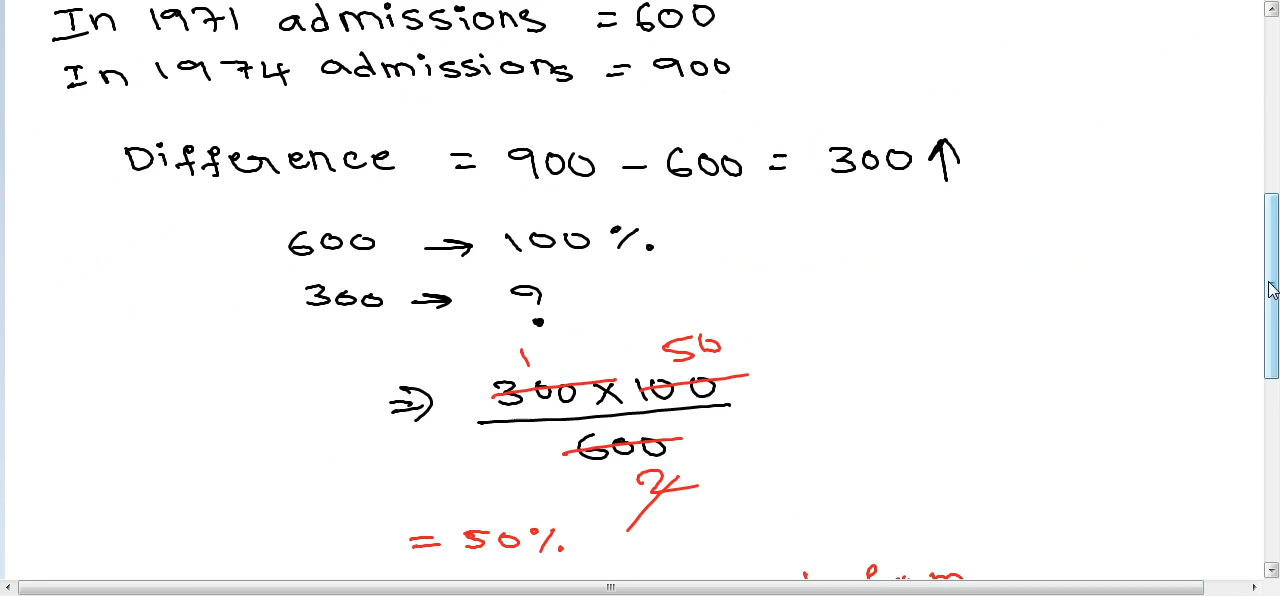 In 1971 admissions = 600
In 1974 admissions = 900
Difference = 900 - 600 = 300 ↑
600 → 100 %.
300 → ?
1 50
⇒ 300 x 100
600
2
= 50%.